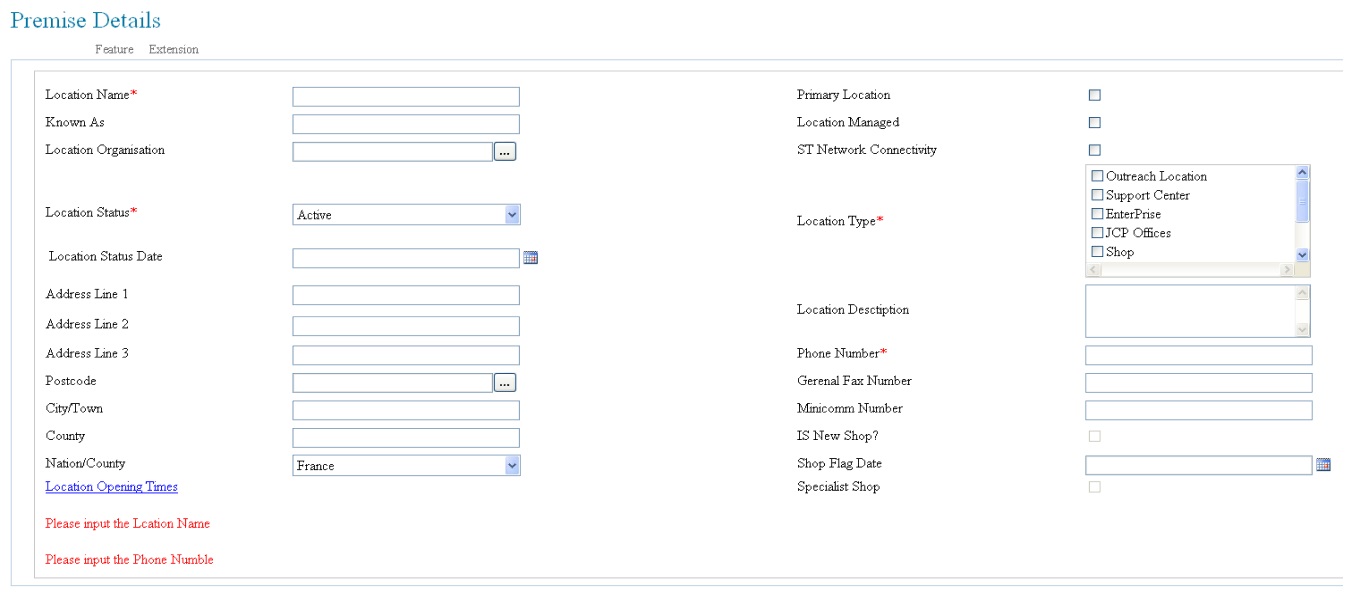 Premise Details
Feature Extension
Location Name* Primary Location
Known As Location Managed
Location Organisation ... ST Network Connectivity
Outreach Location
Support Center
Location Status* Active Location Type* EnterPrise
JCP Offices
Location Status Date Shop
Address Line 1
Location Desctiption
Address Line 2
Address Line 3 Phone Number*
Postcode ... Gerenal Fax Number
City/Town Minicomm Number
County IS New Shop?
Nation/County France Shop Flag Date
Location Opening Times Specialist Shop
Please input the Lcation Name
Please input the Phone Numble